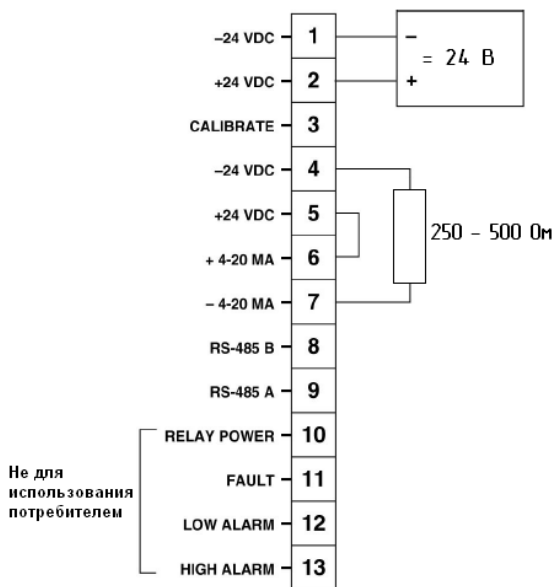 –24 VDC – 1
–
= 24 В
+24 VDC – 2
+
CALIBRATE – 3
–24 VDC – 4
+24 VDC – 5
250 – 500 Ом
+ 4-20 MA – 6
– 4-20 MA – 7
RS-485 B – 8
RS-485 A – 9
RELAY POWER – 10
Не для
использования
потребителем
FAULT – 11
LOW ALARM – 12
HIGH ALARM – 13